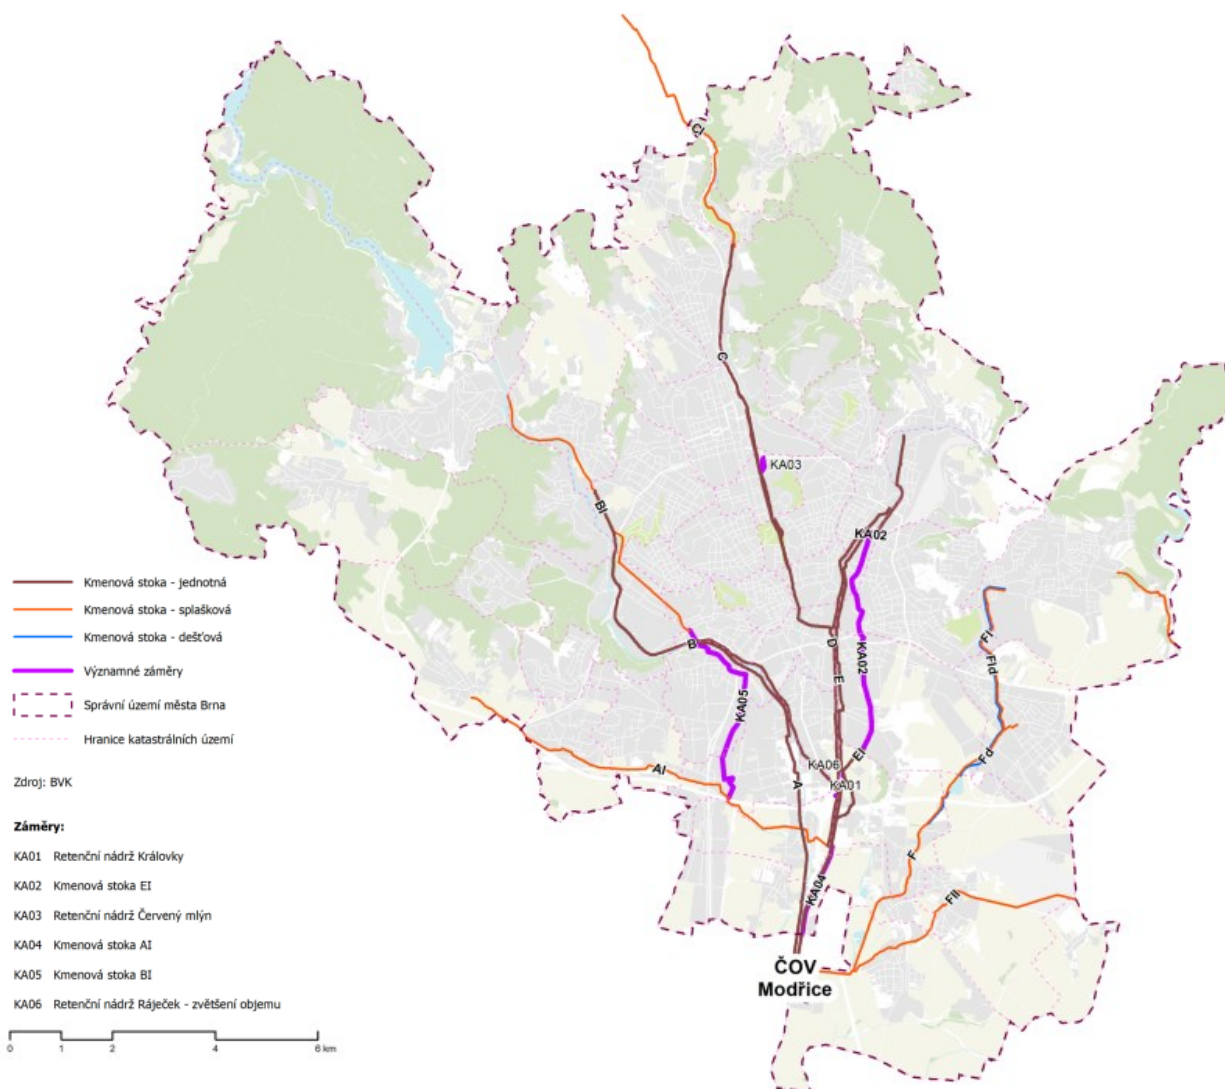 CI
C
KA03
BI
KA02
B
D
E
KA02
FI
FId
KA05
Fd
AI
KA06
EI
A
KA01
F
KA04
FII
ČOV
Modřice
Kmenová stoka - jednotná
Kmenová stoka - splašková
Kmenová stoka - dešťová
Významné záměry
Správní území města Brna
Hranice katastrálních území
Zdroj: BVK
Záměry:
KA01 Retenční nádrž Královky
KA02 Kmenová stoka EI
KA03 Retenční nádrž Červený mlýn
KA04 Kmenová stoka AI
KA05 Kmenová stoka BI
KA06 Retenční nádrž Ráječek - zvětšení objemu
0 1 2 4 6 km